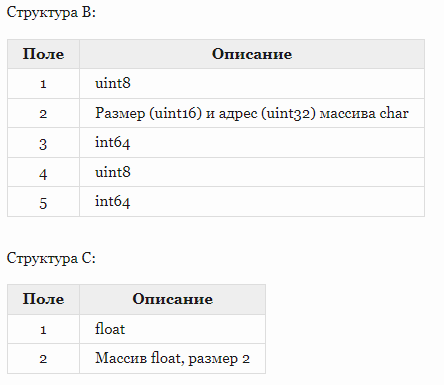 Структура B:
Поле Описание
1 uint8
2 Размер (uint16) и адрес (uint32) массива char
3 int64
4 uint8
5 int64
Структура C:
Поле Описание
1 float
2 Массив float, размер 2